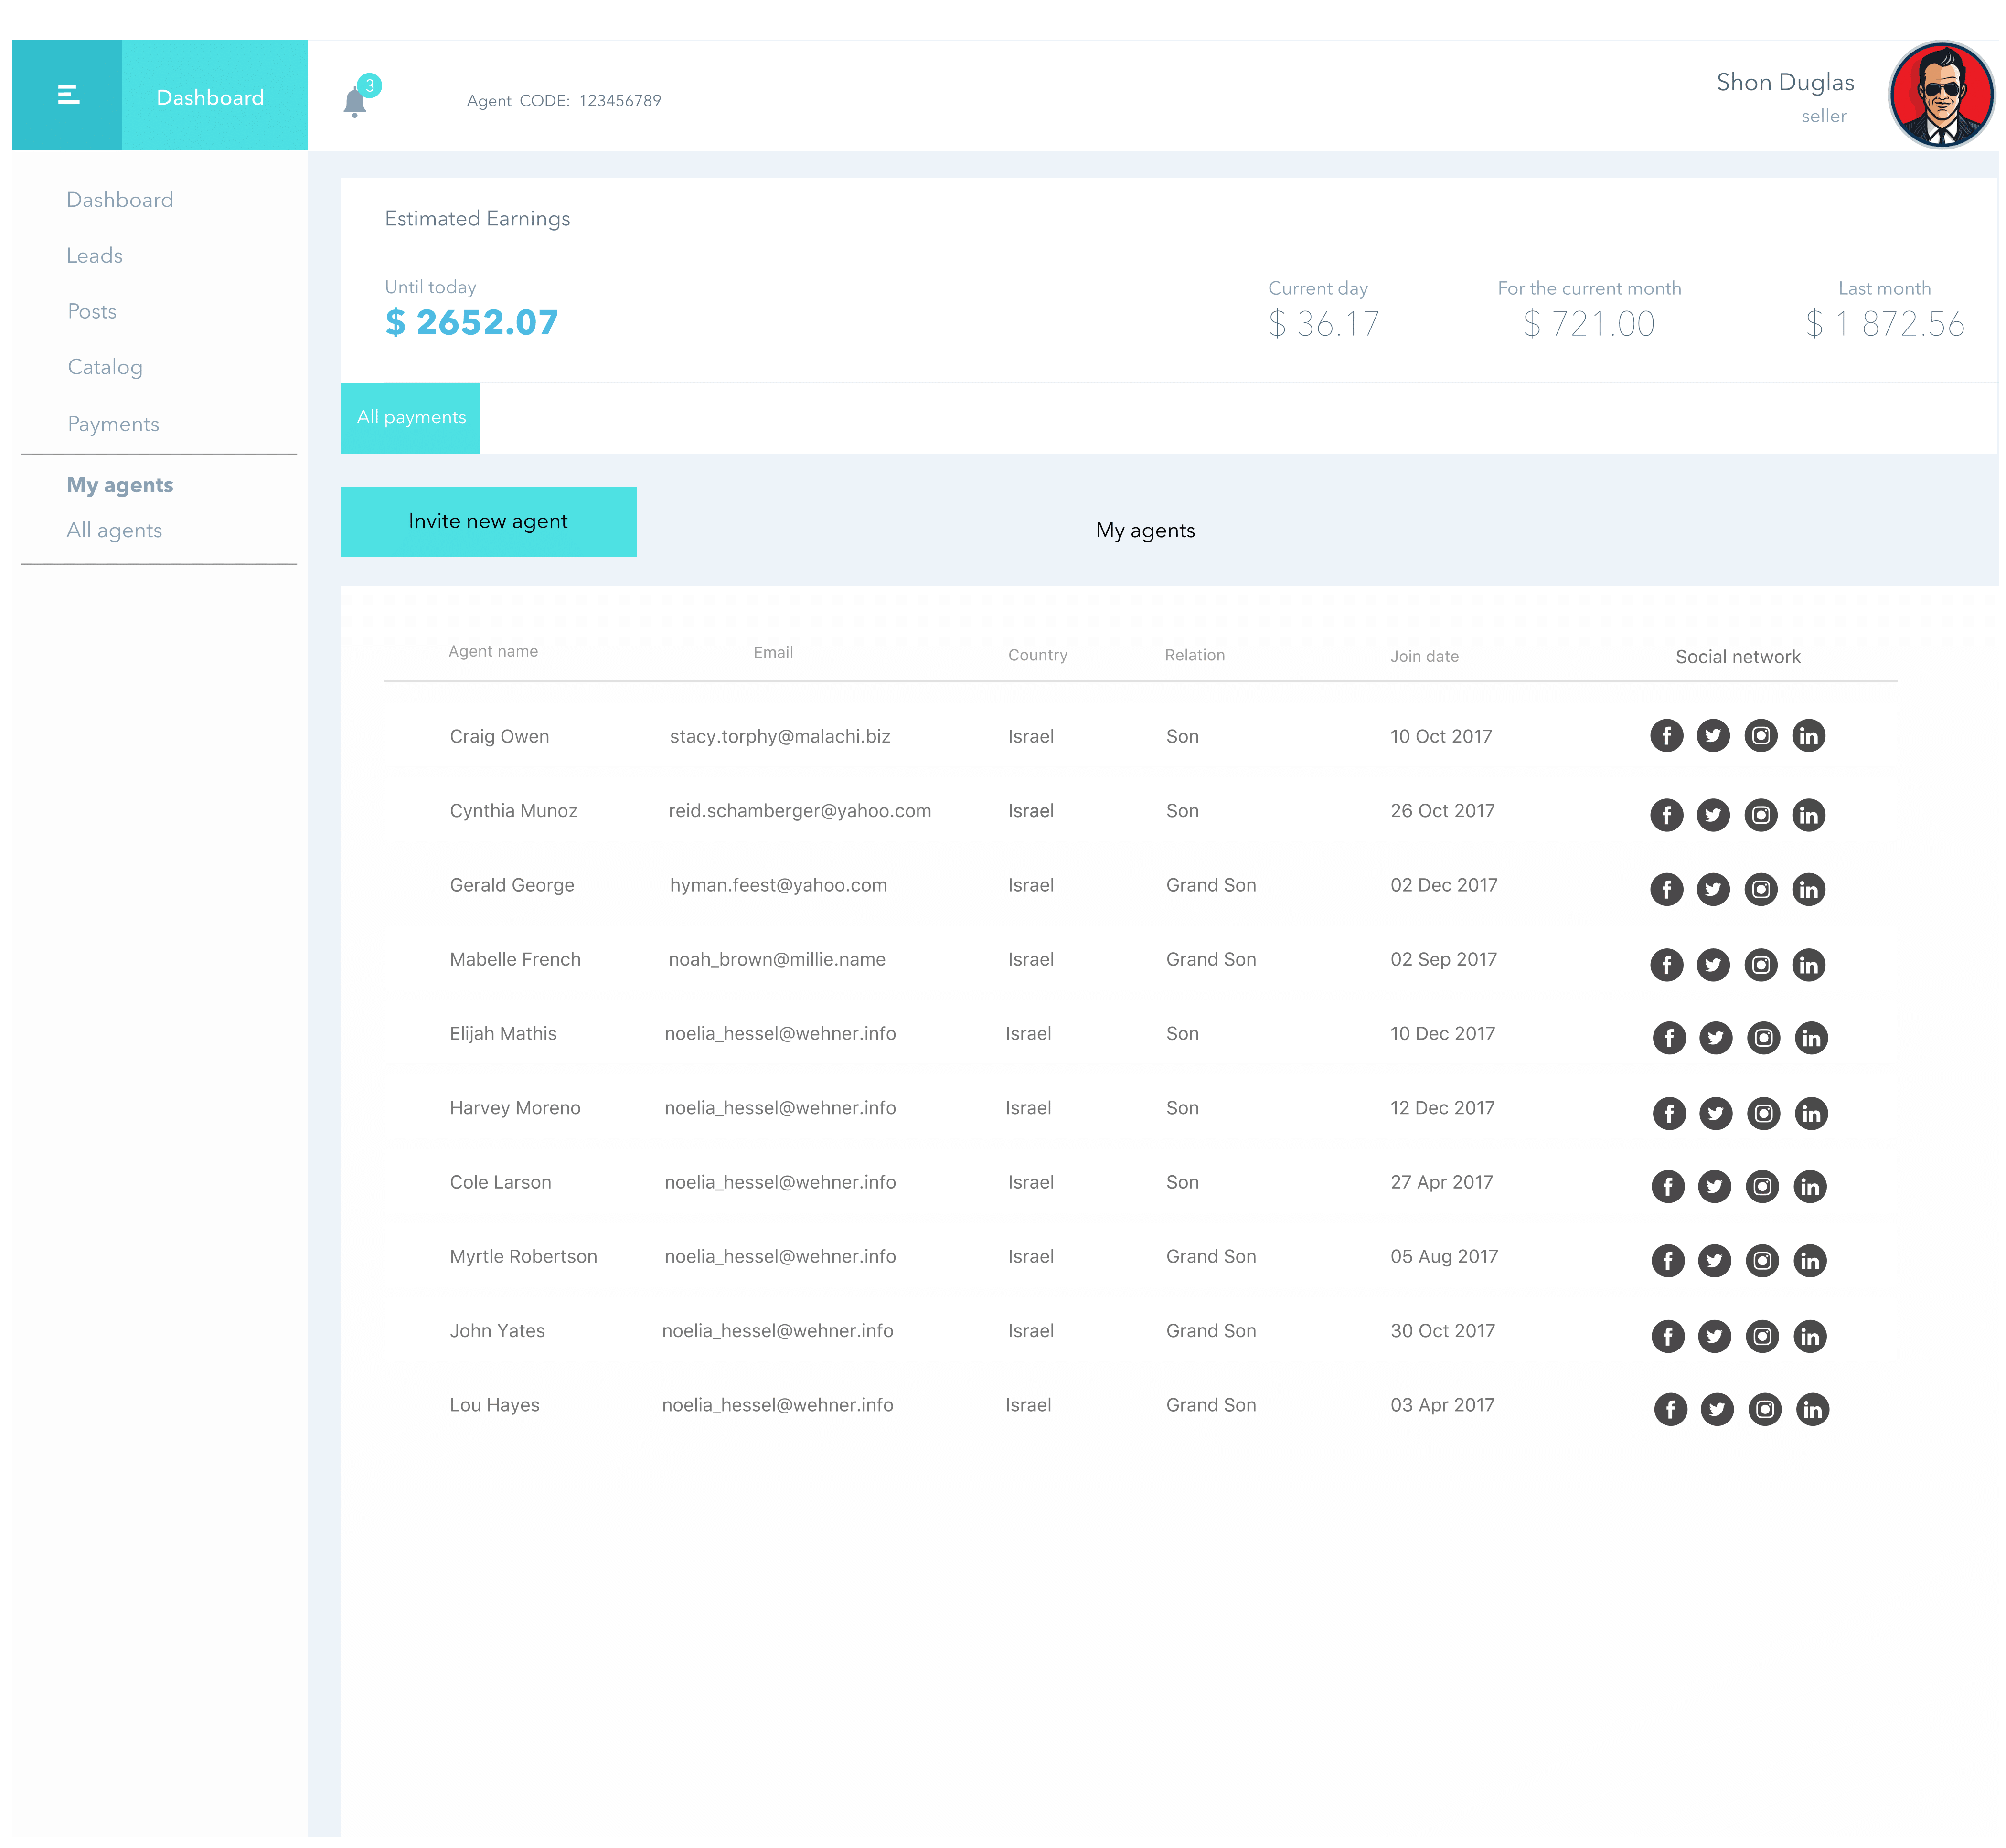 Dashboard
3
Agent CODE: 123456789
Shon Duglas
seller
Dashboard
Leads
Posts
Catalog
Payments
My agents
All agents
Estimated Earnings
Until today
$ 2652.07
Current day
$ 36.17
For the current month
$ 721.00
Last month
$ 1 872.56
All payments
Invite new agent
My agents
Agent name Email Country Relation Join date Social network
Craig Owen stacy.torphy@malachi.biz Israel Son 10 Oct 2017 f in
Cynthia Munoz reid.schamberger@yahoo.com Israel Son 26 Oct 2017 f in
Gerald George hyman.feest@yahoo.com Israel Grand Son 02 Dec 2017 f in
Mabelle French noah_brown@millie.name Israel Grand Son 02 Sep 2017 f in
Elijah Mathis noelia_hessel@wehner.info Israel Son 10 Dec 2017 f in
Harvey Moreno noelia_hessel@wehner.info Israel Son 12 Dec 2017 f in
Cole Larson noelia_hessel@wehner.info Israel Son 27 Apr 2017 f in
Myrtle Robertson noelia_hessel@wehner.info Israel Grand Son 05 Aug 2017 f in
John Yates noelia_hessel@wehner.info Israel Grand Son 30 Oct 2017 f in
Lou Hayes noelia_hessel@wehner.info Israel Grand Son 03 Apr 2017 f in